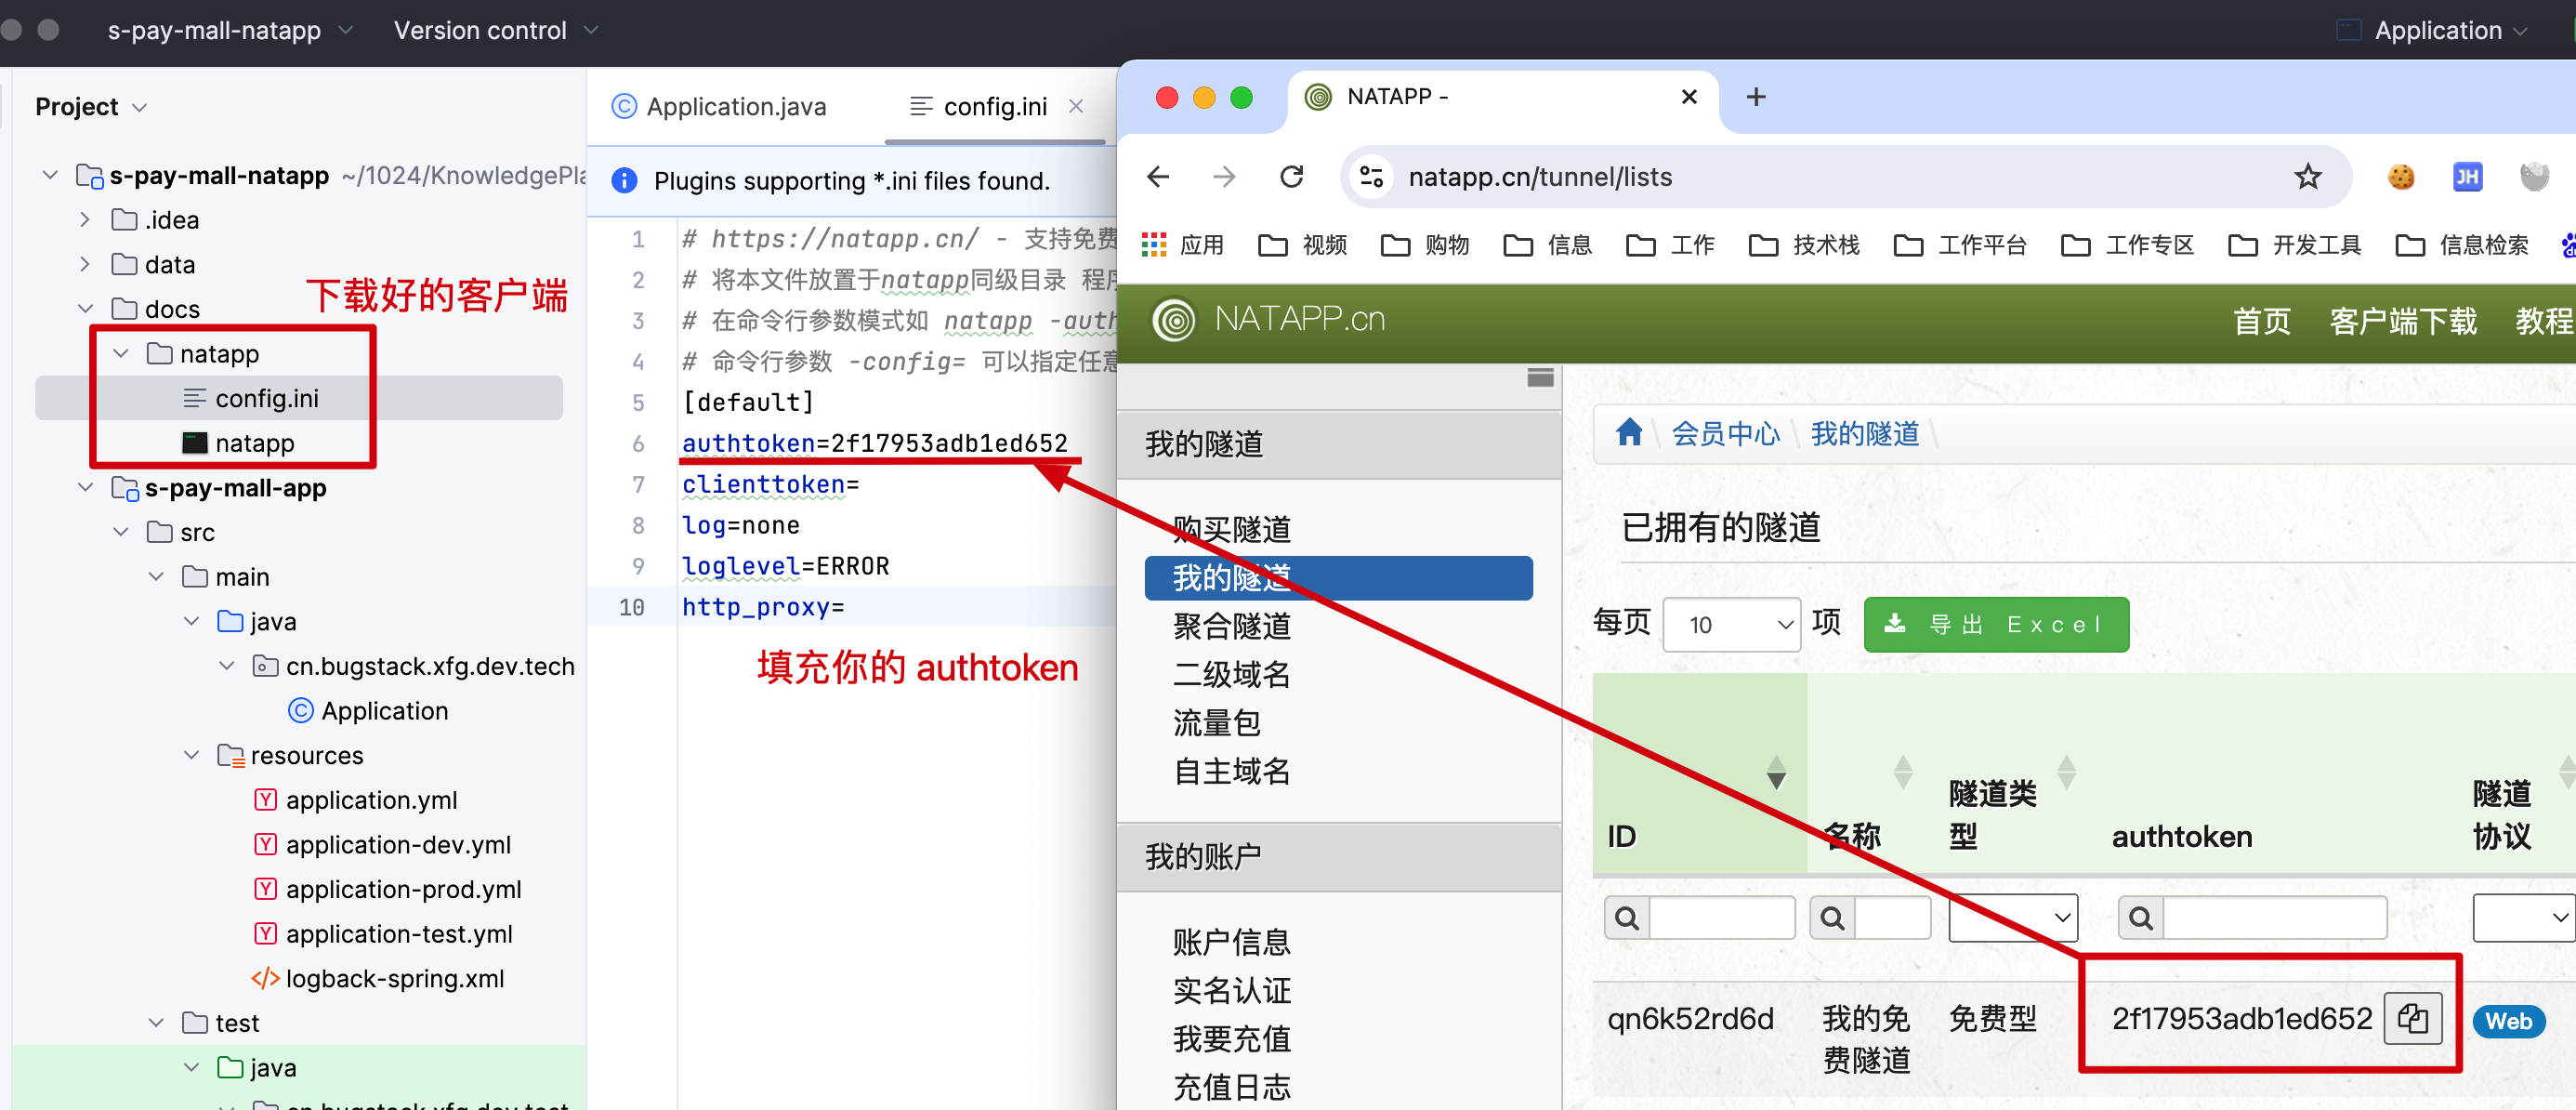 s-pay-mall-natapp
Version control
Application
Project
s-pay-mall-natapp ~/1024/KnowledgePla
.idea
data
docs
下载好的客户端
natapp
config.ini
natapp
s-pay-mall-app
src
main
java
cn.bugstack.xfg.dev.tech
Application
resources
application.yml
application-dev.yml
application-prod.yml
application-test.yml
logback-spring.xml
test
java
cn.bugstack.xfg.dev.test
Application.java
config.ini
Plugins supporting *.ini files found.
1 # https://natapp.cn/ - 支持免费
2 # 将本文件放置于natapp同级目录 程序
3 # 在命令行参数模式如 natapp -auth
4 # 命令行参数 -config= 可以指定任意
5 [default]
6 authtoken=2f17953adb1ed652
7 clienttoken=
8 log=none
9 loglevel=ERROR
10 http_proxy=
填充你的 authtoken
NATAPP -
natapp.cn/tunnel/lists
JH
应用 视频 购物 信息 工作 技术栈 工作平台 工作专区 开发工具 信息检索
NATAPP.cn
首页 客户端下载 教程
我的隧道
购买隧道
我的隧道
聚合隧道
二级域名
流量包
自主域名
我的账户
账户信息
实名认证
我要充值
充值日志
会员中心 我的隧道
已拥有的隧道
每页 10 项 导出 Excel
ID 名称 隧道类型 authtoken 隧道协议
qn6k52rd6d 我的免费隧道 免费型 2f17953adb1ed652 Web